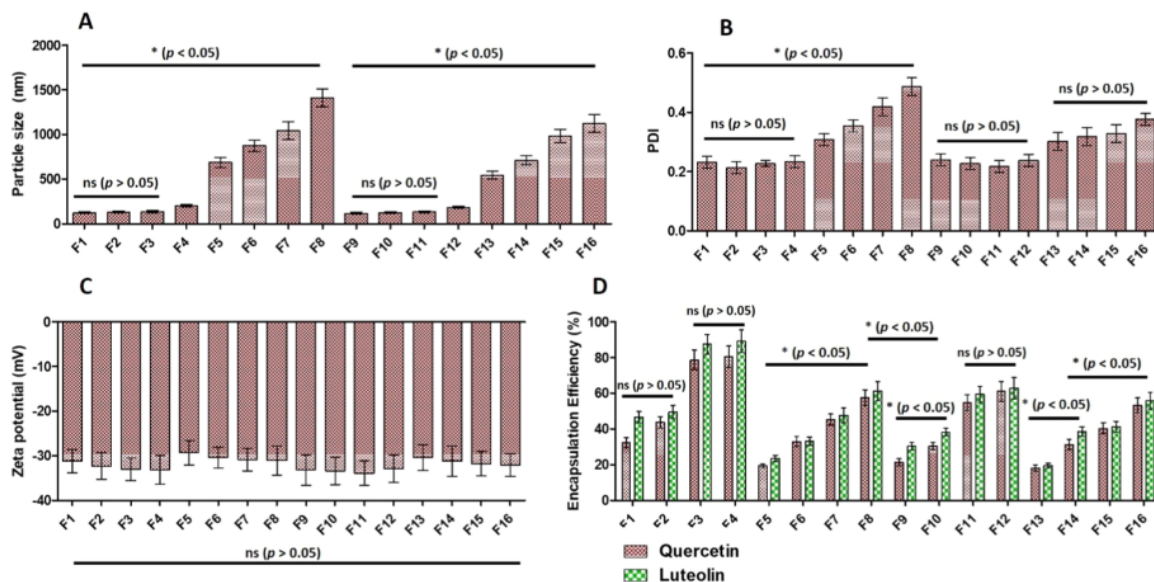 A
* (p < 0.05)
* (p < 0.05)
ns (p > 0.05)
ns (p > 0.05)
Particle size (nm)
2000
1500
1000
500
0
F1 F2 F3 F4 F5 F6 F7 F8 F9 F10 F11 F12 F13 F14 F15 F16
B
* (p < 0.05)
ns (p > 0.05)
ns (p > 0.05)
ns (p > 0.05)
PDI
0.6
0.4
0.2
0.0
F1 F2 F3 F4 F5 F6 F7 F8 F9 F10 F11 F12 F13 F14 F15 F16
C
Zeta potential (mV)
0
-10
-20
-30
-40
F1 F2 F3 F4 F5 F6 F7 F8 F9 F10 F11 F12 F13 F14 F15 F16
ns (p > 0.05)
D
ns (p > 0.05)
ns (p > 0.05)
* (p < 0.05)
* (p < 0.05)
* (p < 0.05)
ns (p > 0.05)
* (p < 0.05)
* (p < 0.05)
Encapsulation Efficiency (%)
100
80
60
40
20
0
F1 F2 F3 F4 F5 F6 F7 F8 F9 F10 F11 F12 F13 F14 F15 F16
Quercetin
Luteolin